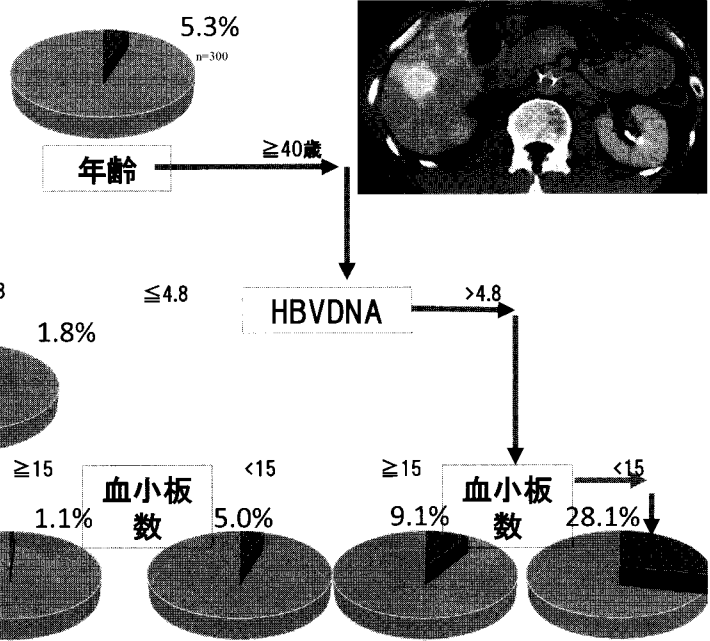 5.3%
n=300
年齢
≧40歳
≦4.8
HBVDNA
>4.8
1.8%
≧15
血小板
数
<15
≧15
血小板
数
<15
1.1%
5.0%
9.1%
28.1%